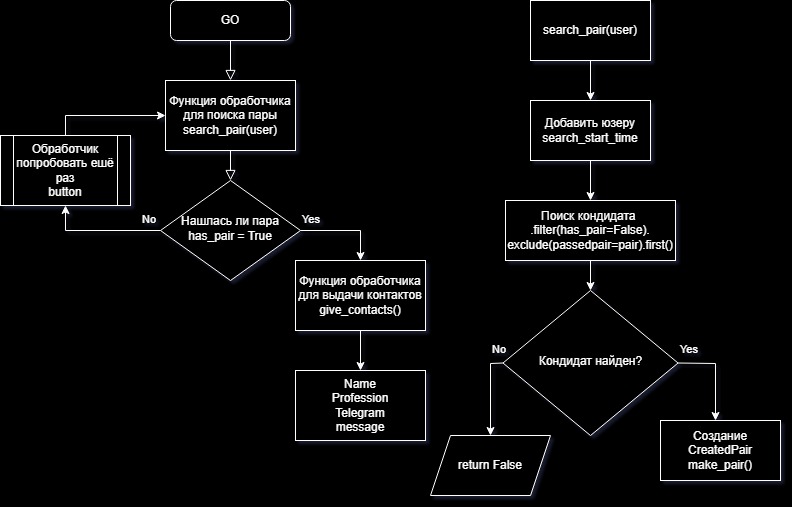 GO
Функция обработчика
для поиска пары
search_pair(user)
Обработчик
попробовать ешё
раз
button
No
Нашлась ли пара
has_pair = True
Yes
Функция обработчика
для выдачи контактов
give_contacts()
Name
Profession
Telegram
message
search_pair(user)
Добавить юзеру
search_start_time
Поиск кондидата
.filter(has_pair=False).
exclude(passedpair=pair).first()
No
Кондидат найден?
Yes
return False
Создание
CreatedPair
make_pair()